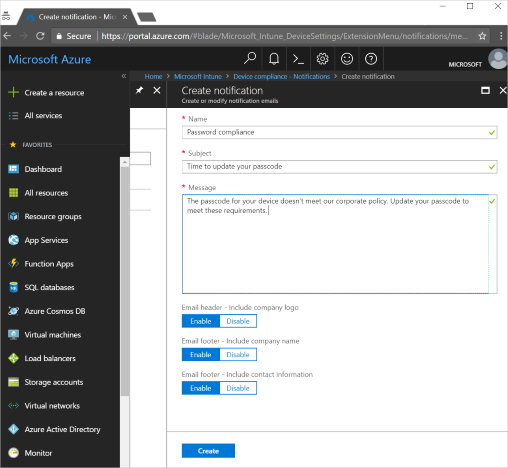 Create notification - Mic
Secure
https://portal.azure.com/#blade/Microsoft_Intune_DeviceSettings/ExtensionMenu/notifications/me...
Microsoft Azure
MICROSOFT
Home > Microsoft Intune > Device compliance - Notifications > Create notification
Create a resource
All services
FAVORITES
Dashboard
All resources
Resource groups
App Services
Function Apps
SQL databases
Azure Cosmos DB
Virtual machines
Load balancers
Storage accounts
Virtual networks
Azure Active Directory
Monitor
Create notification
Create or modify notification emails
* Name
Password compliance
* Subject
Time to update your passcode
* Message
The passcode for your device doesn't meet our corporate policy. Update your passcode to
meet these requirements.
Email header - Include company logo
Enable Disable
Email footer - Include company name
Enable Disable
Email footer - Include contact information
Enable Disable
Create